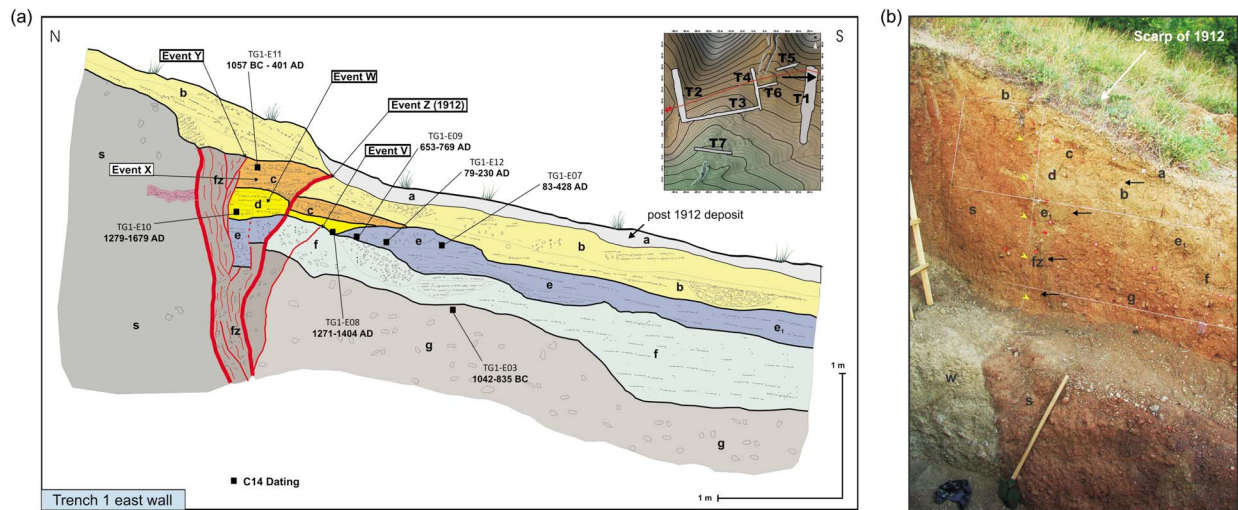 (a)
N
S
Event Y
TG1-E11
1057 BC - 401 AD
Event W
Event Z (1912)
TG1-E09
653-769 AD
Event V
TG1-E12
79-230 AD
TG1-E07
83-428 AD
Event X
TG1-E10
1279-1679 AD
TG1-E08
1271-1404 AD
TG1-E03
1042-835 BC
post 1912 deposit
b
s
fz
c
d
e
c
f
a
b
e
a
b
e
e₁
f
s
fz
g
g
T5
T4
T2
T6
T1
T3
T7
1 m
1 m
C14 Dating
Trench 1 east wall
(b)
Scarp of 1912
b
c
d
a
b
s
e
e₁
fz
f
g
w
s